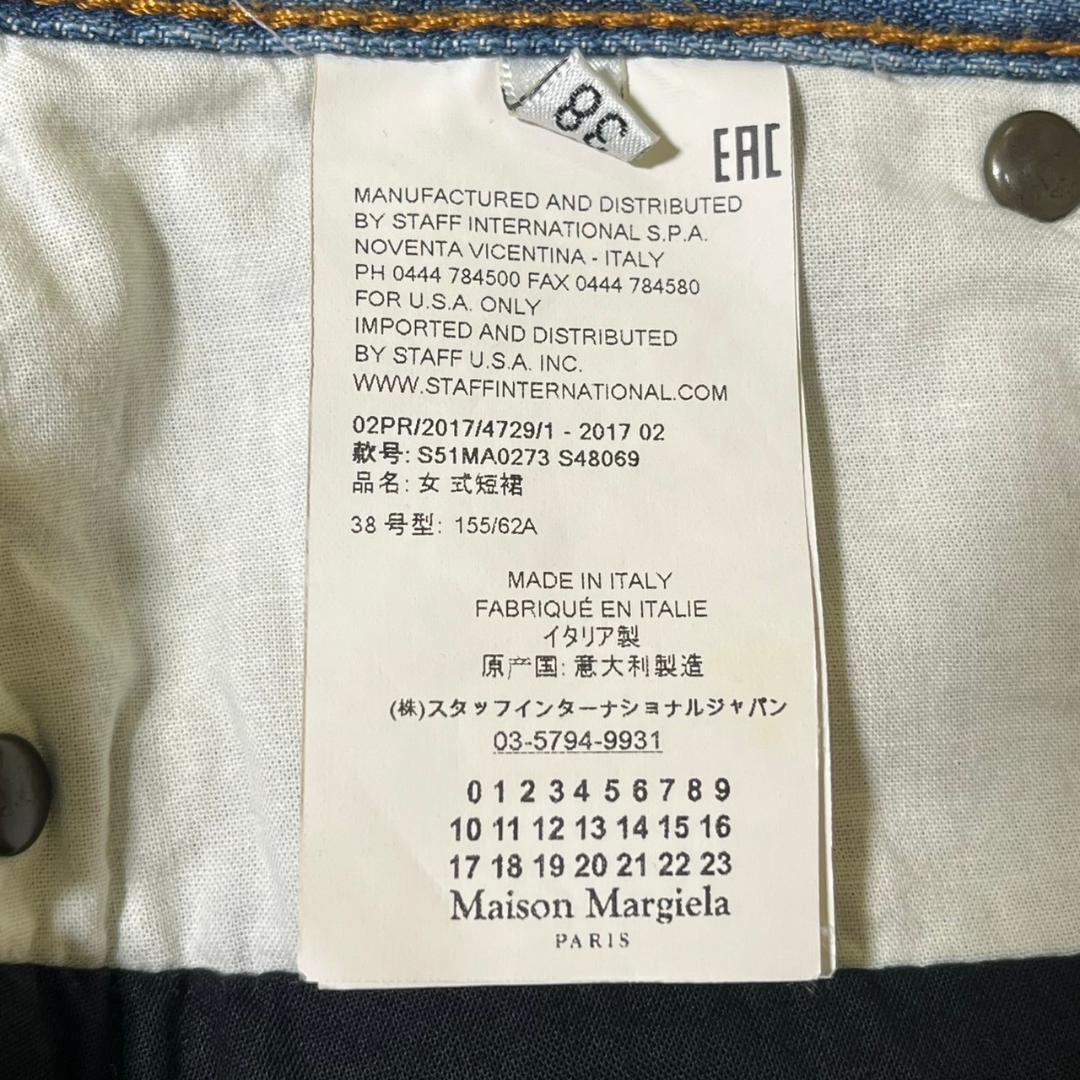 38
EAC
MANUFACTURED AND DISTRIBUTED
BY STAFF INTERNATIONAL S.P.A.
NOVENTA VICENTINA - ITALY
PH 0444 784500 FAX 0444 784580
FOR U.S.A. ONLY
IMPORTED AND DISTRIBUTED
BY STAFF U.S.A. INC.
WWW.STAFFINTERNATIONAL.COM
02PR/2017/4729/1 - 2017 02
款号: S51MA0273 S48069
品名: 女 式短裙
38 号型: 155/62A
MADE IN ITALY
FABRIQUÉ EN ITALIE
イタリア製
原产国: 意大利製造
(株)スタッフインターナショナルジャパン
03-5794-9931
0 1 2 3 4 5 6 7 8 9
10 11 12 13 14 15 16
17 18 19 20 21 22 23
Maison Margiela
PARIS